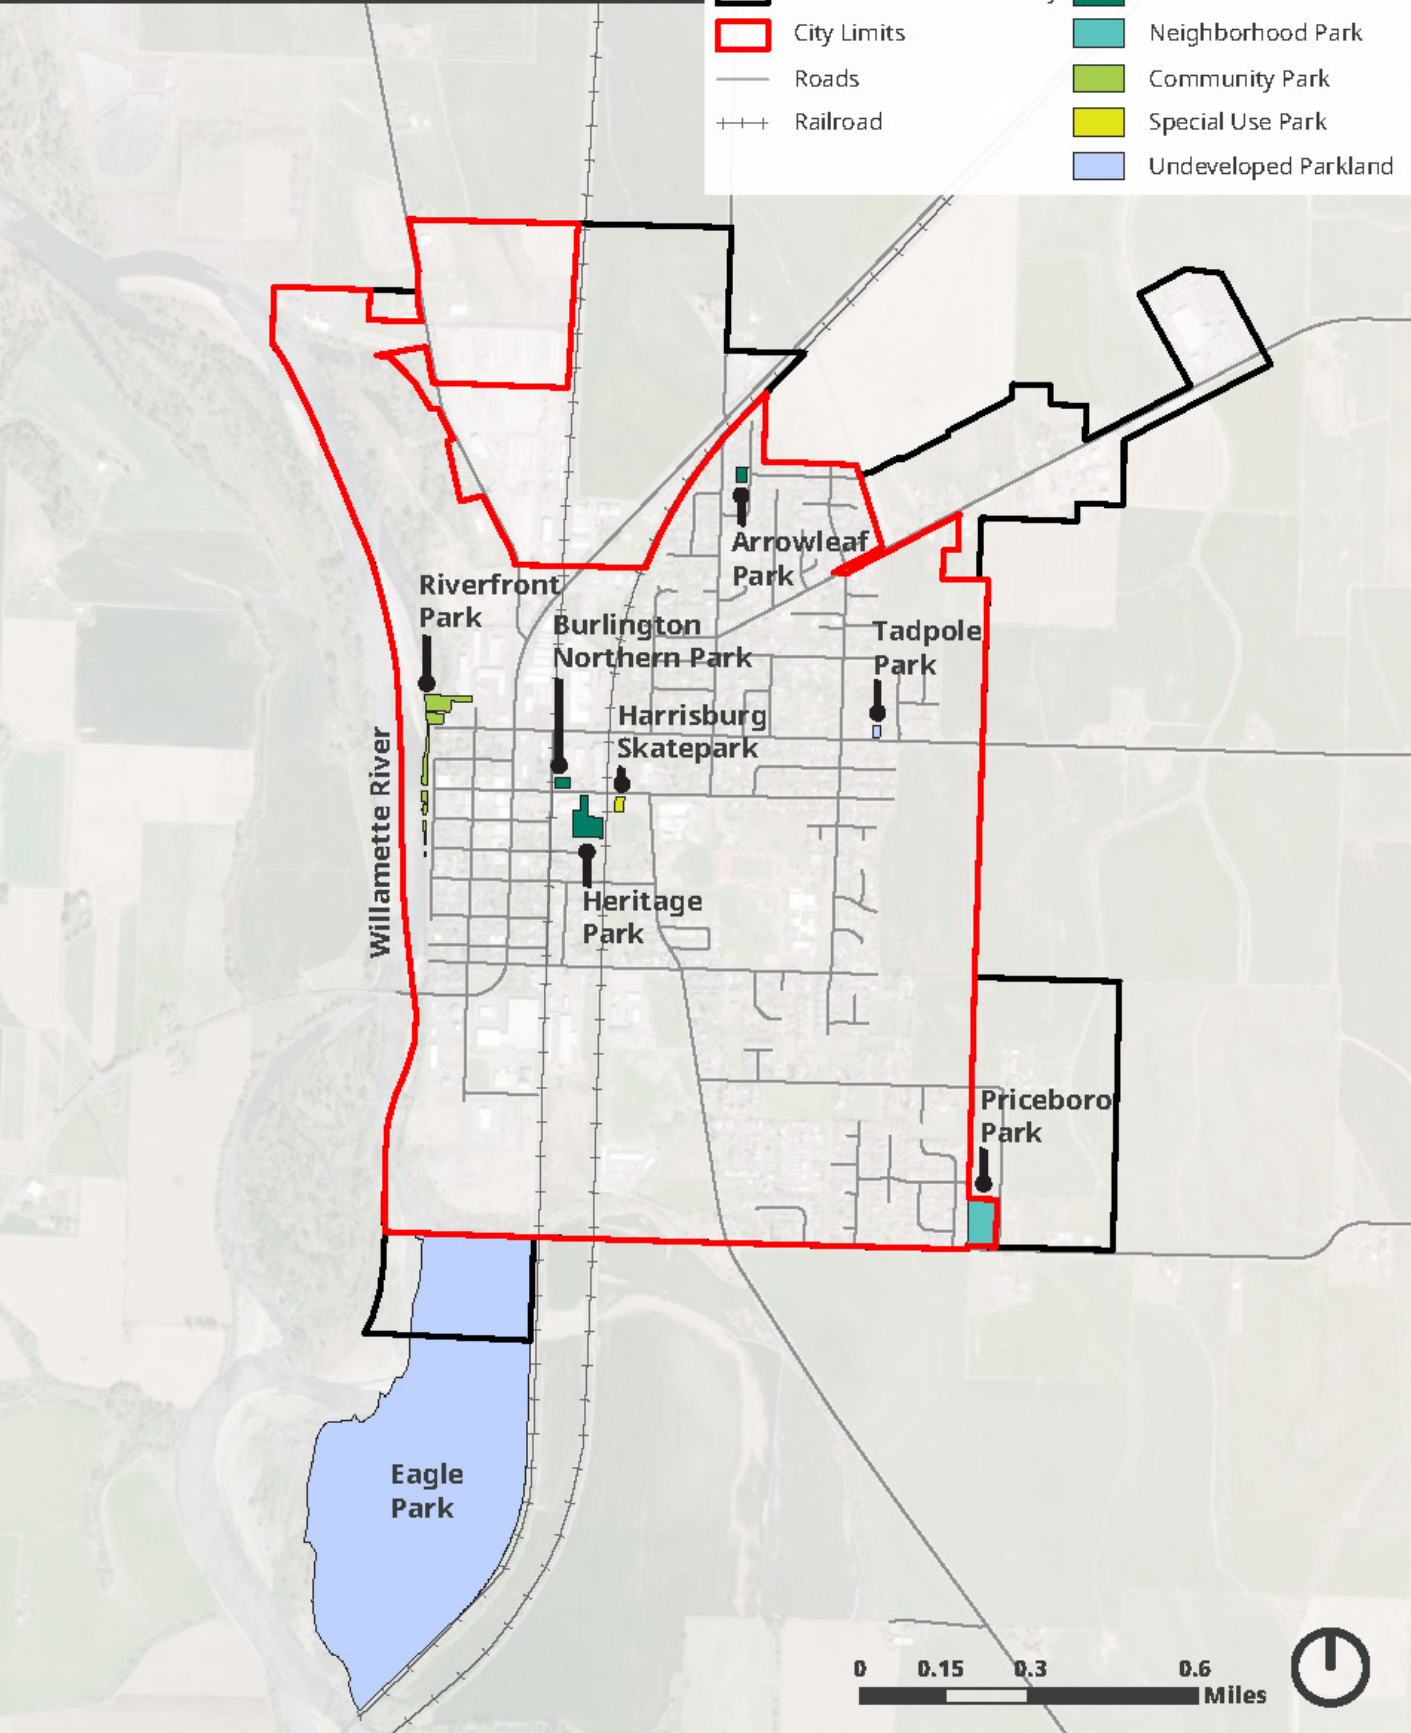 City Limits
Roads
Railroad
Neighborhood Park
Community Park
Special Use Park
Undeveloped Parkland
Arrowleaf
Park
Riverfront
Park
Burlington
Northern Park
Tadpole
Park
Harrisburg
Skatepark
Willamette River
Heritage
Park
Priceboro
Park
Eagle
Park
0 0.15 0.3 0.6
Miles